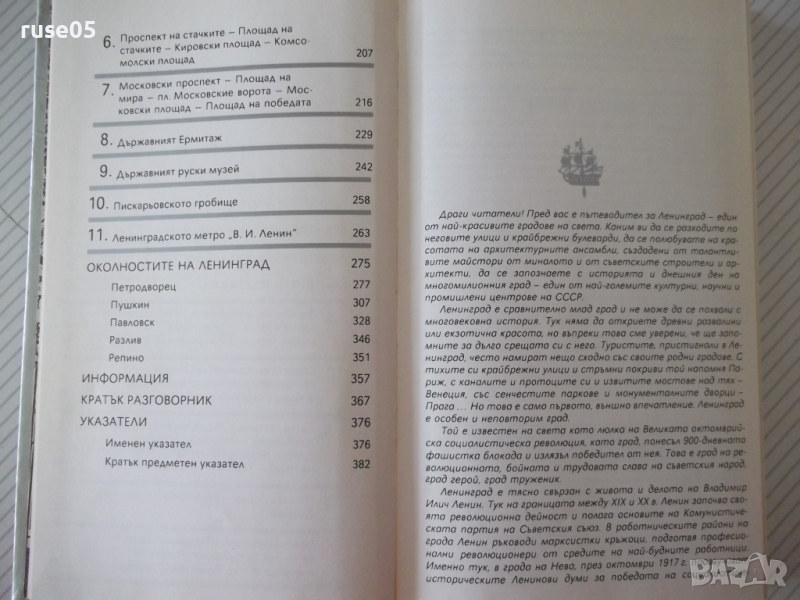 ruse05
6. Проспект на стачките – Площад на
стачките – Кировски площад – Комсо-
молски площад 207
7. Московски проспект – Площад на
мира – пл. Московские ворота – Мос-
ковски площад – Площад на победата 216
8. Държавният Ермитаж 229
9. Държавният руски музей 242
10. Пискарьовското гробище 258
11. Ленинградското метро „В. И. Ленин" 263
ОКОЛНОСТИТЕ НА ЛЕНИНГРАД 275
Петродворец 277
Пушкин 307
Павловск 328
Разлив 346
Репино 351
ИНФОРМАЦИЯ 357
КРАТЪК РАЗГОВОРНИК 367
УКАЗАТЕЛИ 376
Именен указател 376
Кратък предметен указател 382
Драги читатели! Пред вас е пътеводител за Ленинград – един
от най-красивите градове на света. Каним ви да се разходите по
неговите улици и крайбрежни булеварди, да се полюбувате на кра-
сотата на архитектурните ансамбли, създадени от талантли-
вите майстори от миналото и от съветските строители и ар-
хитекти, да се запознаете с историята и днешния ден на
многомилионния град – един от най-големите културни, научни и
промишлени центрове на СССР.
Ленинград е сравнително млад град и не може да се похвали с
многовековна история. Тук няма да откриете древни развалини
или екзотична красота, но въпреки това сме уверени, че ще за-
помните за дълго срещата си с него. Туристите, пристигнали в Ле-
нинград, често намират нещо сходно със своите родни градове. С
тихите си крайбрежни улици и стръмни покриви той напомня Па-
риж, с каналите и протоците си и извитите мостове над тях –
Венеция, със сенчестите паркове и монументалните дворци –
Прага ... Но това е само първото, външно впечатление. Ленинград
е особен и неповторим град.
Той е известен на света като люлка на Великата октомврий-
ска социалистическа революция, като град, понесъл 900-дневната
фашистка блокада и излязъл победител от нея. Това е град на ре-
волюционната, бойната и трудовата слава на съветския народ,
град герой, град труженик.
Ленинград е тясно свързан с живота и делото на Владимир
Илич Ленин. Тук на границата между XIX и XX в. Ленин започва своя-
та революционна дейност и полага основите на Комунистиче-
ската партия на Съветския съюз. В работническите райони на
града Ленин ръководи марксистки кръжоци, подготвя професио-
нални революционери от средите на най-будните работници.
Именно тук, в града на Нева, през октомври 1917 г.
историческите Ленинови думи за победата на
bazar